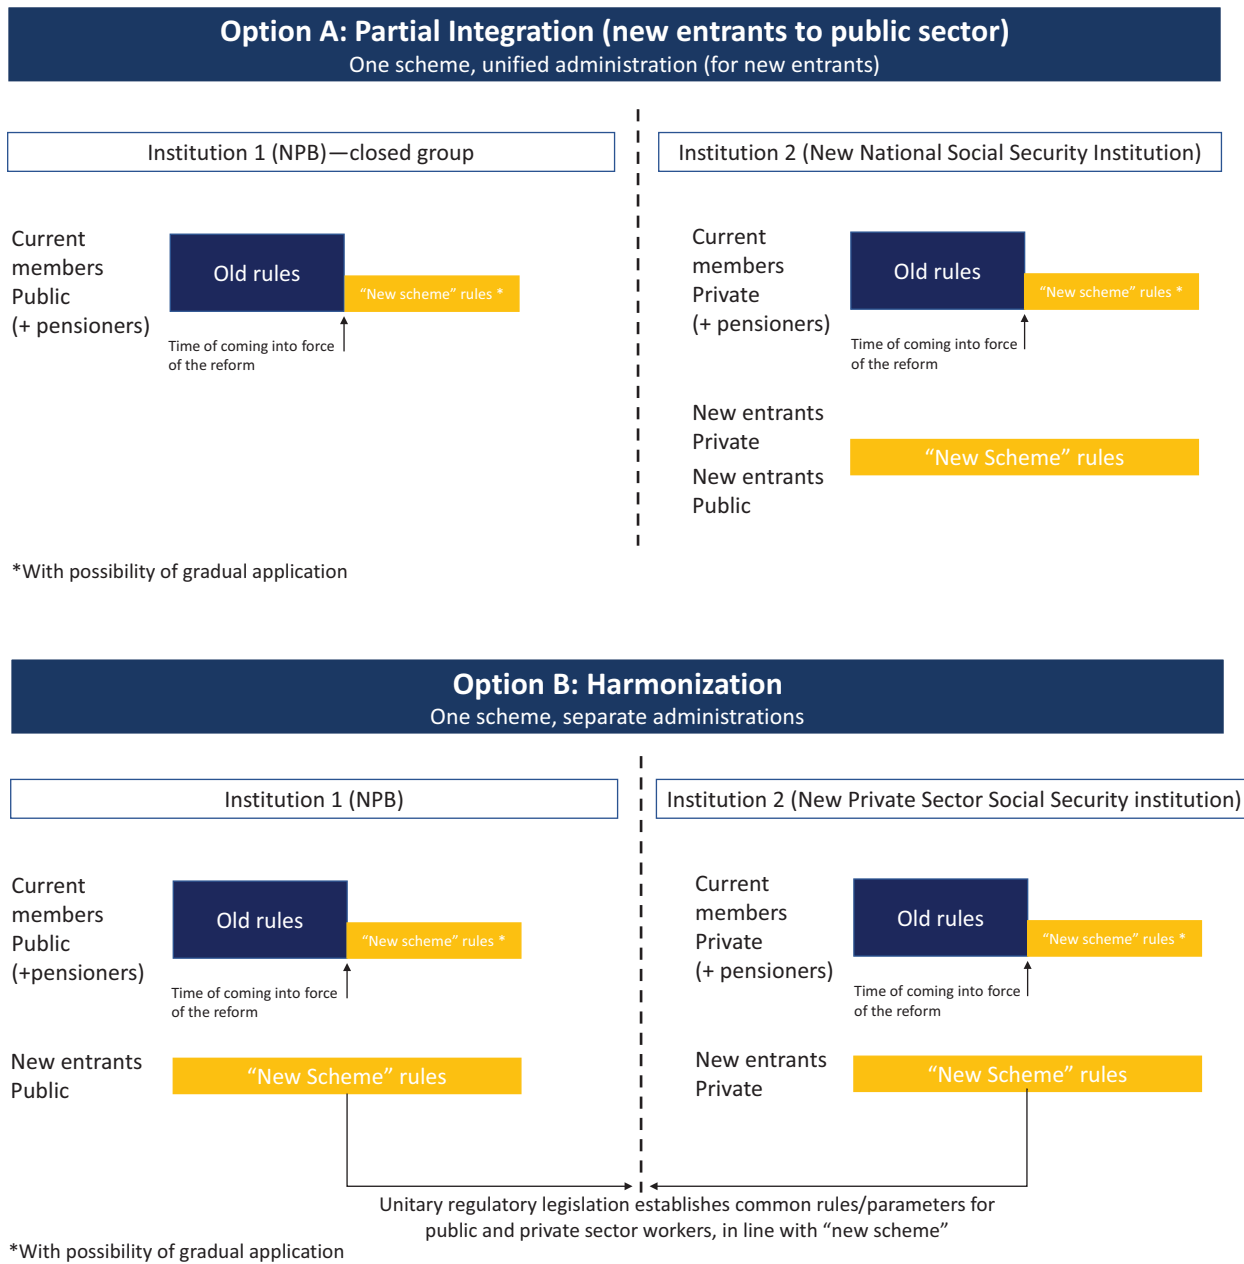 Option A: Partial Integration (new entrants to public sector)
One scheme, unified administration (for new entrants)
Institution 1 (NPB)—closed group
Current
members
Public
(+ pensioners)
Old rules
“New scheme” rules *
Time of coming into force
of the reform
Institution 2 (New National Social Security Institution)
Current
members
Private
(+ pensioners)
Old rules
“New scheme” rules *
Time of coming into force
of the reform
New entrants
Private
New entrants
Public
“New Scheme” rules
*With possibility of gradual application
Option B: Harmonization
One scheme, separate administrations
Institution 1 (NPB)
Current
members
Public
(+pensioners)
Old rules
“New scheme” rules *
Time of coming into force
of the reform
New entrants
Public
“New Scheme” rules
Institution 2 (New Private Sector Social Security institution)
Current
members
Private
(+ pensioners)
Old rules
“New scheme” rules *
Time of coming into force
of the reform
New entrants
Private
“New Scheme” rules
Unitary regulatory legislation establishes common rules/parameters for
public and private sector workers, in line with “new scheme”
*With possibility of gradual application